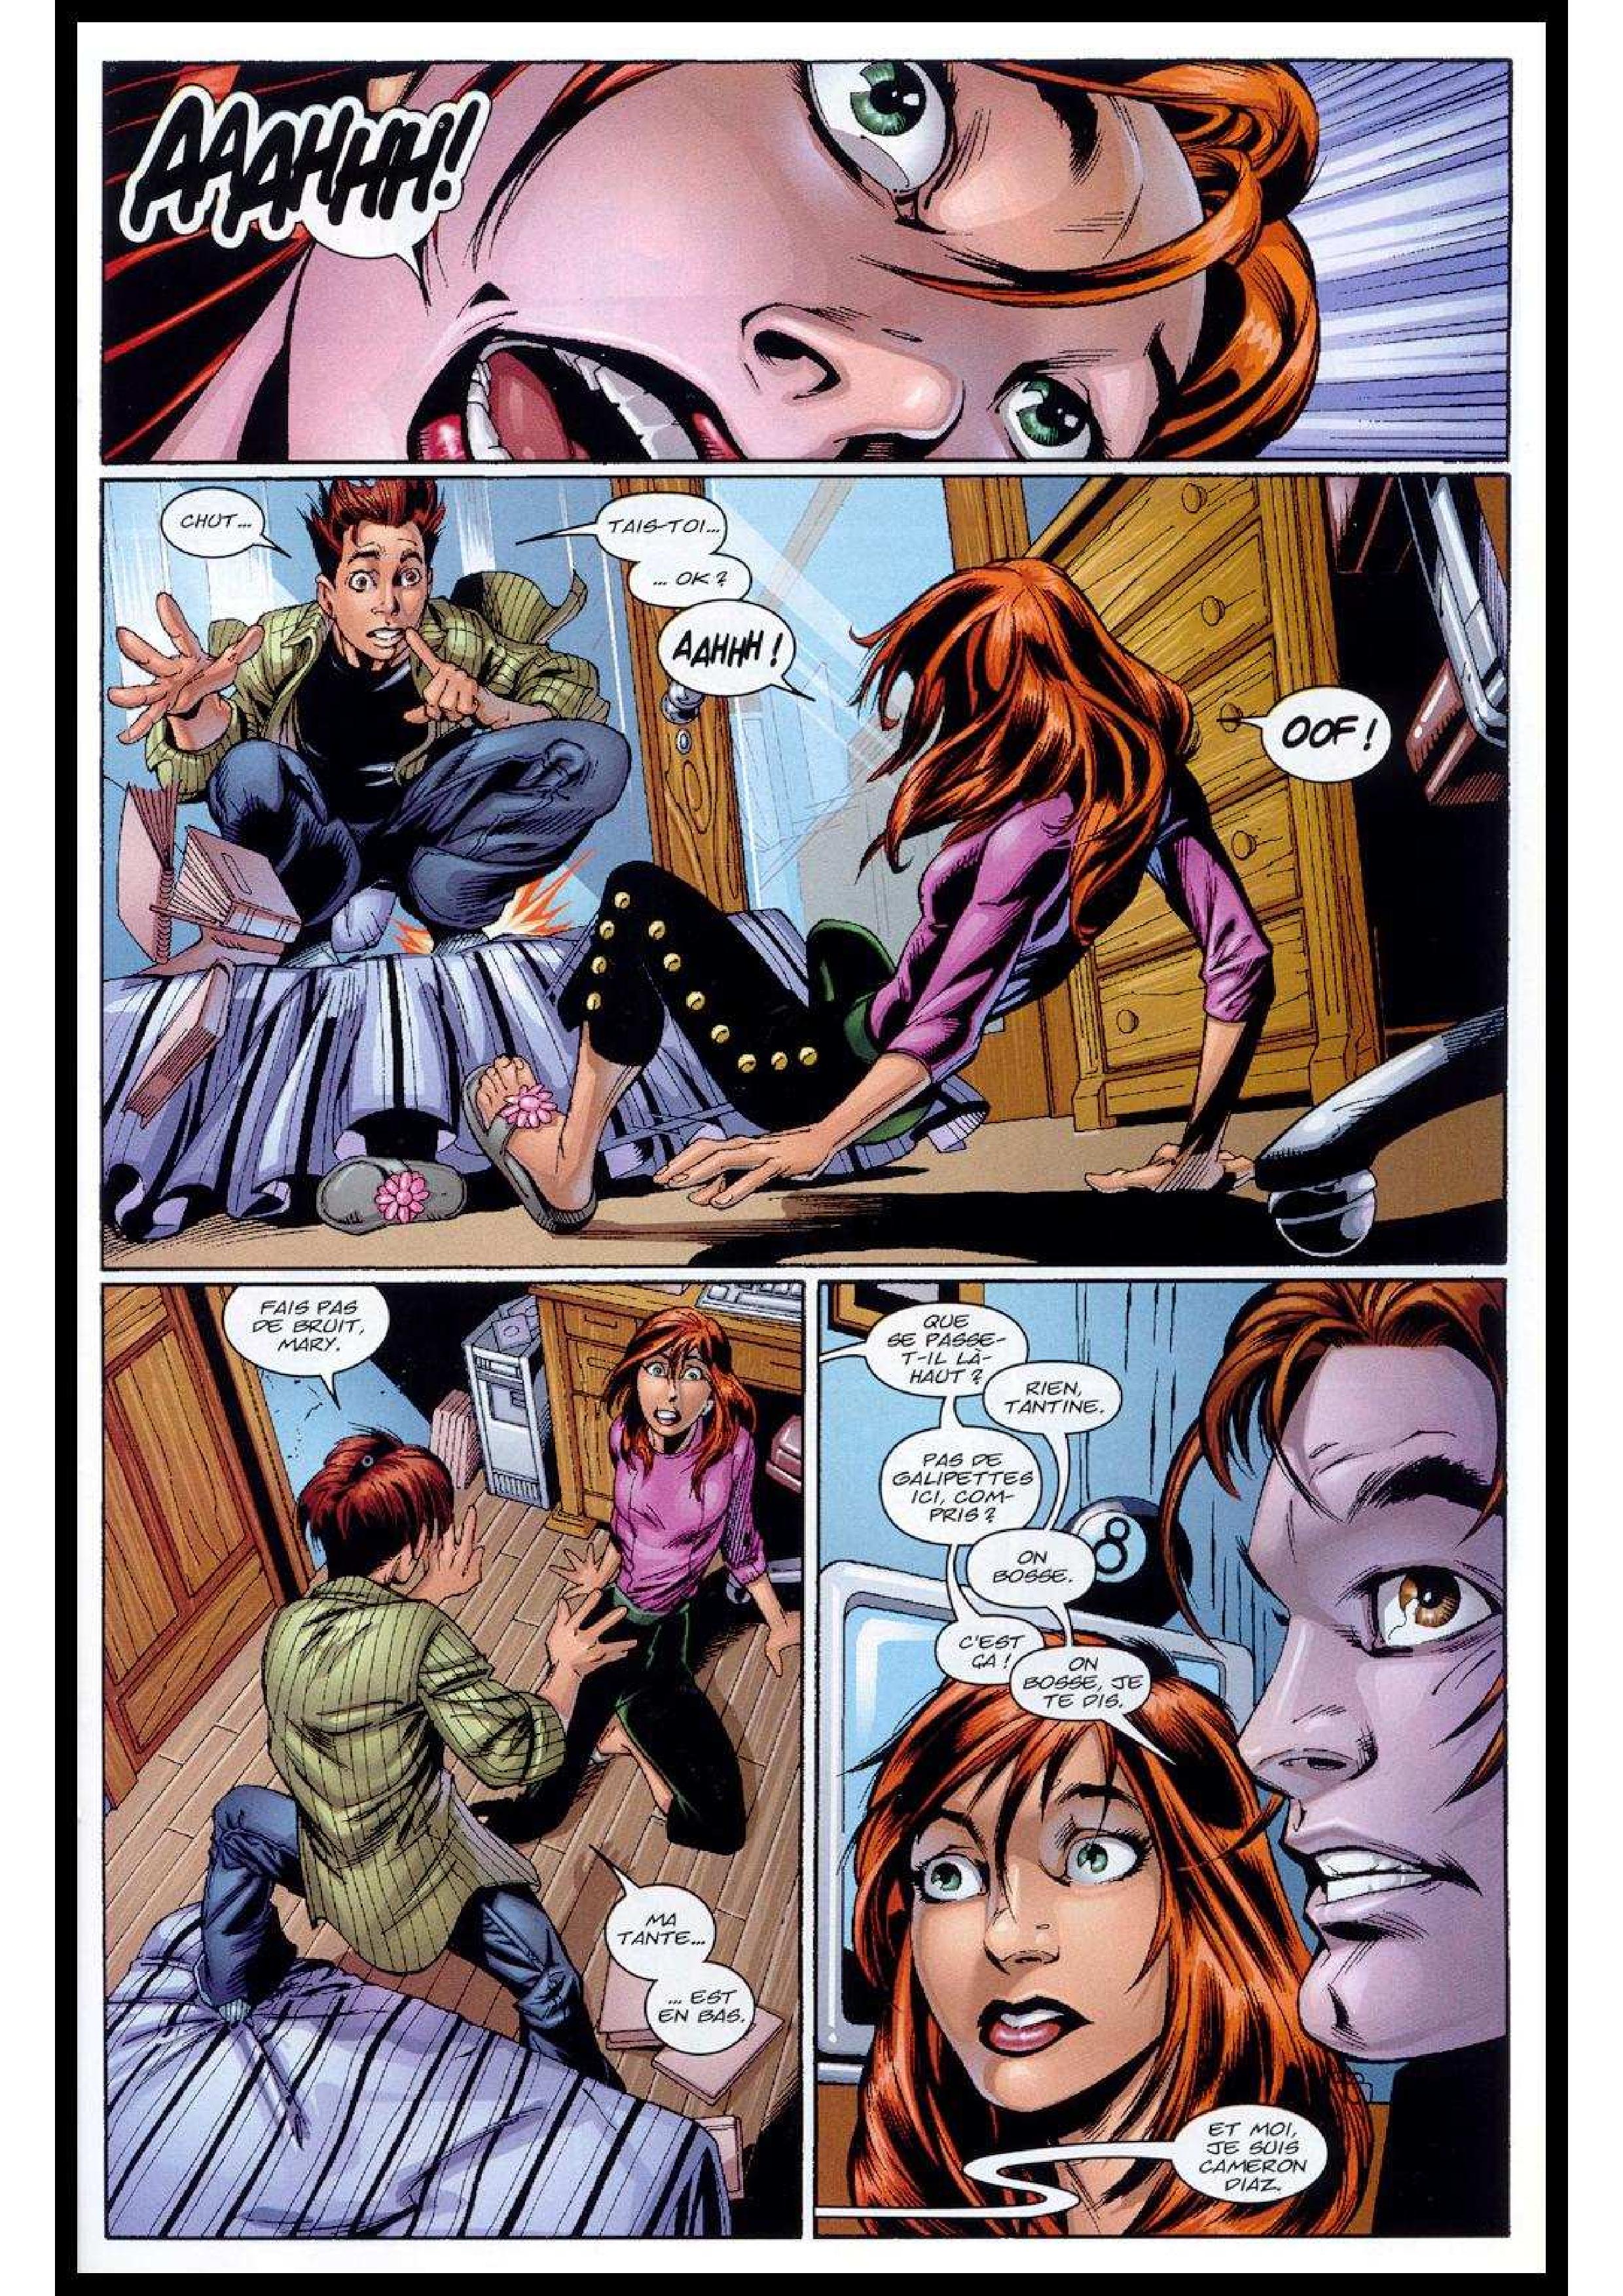 AAAHHH!
CHUT...
TAIS-TOI...
... OK ?
AAHHH !
OOF !
FAIS PAS
DE BRUIT,
MARY.
MA
TANTE...
... EST
EN BAS.
QUE
SE PASSE-
T-IL LÀ-
HAUT ?
RIEN,
TANTINE.
PAS DE
GALIPETTES
ICI, COM-
PRIS ?
ON
BOSSE.
C'EST
ÇA !
ON
BOSSE, JE
TE DIS.
8
ET MOI,
JE SUIS
CAMERON
DIAZ.